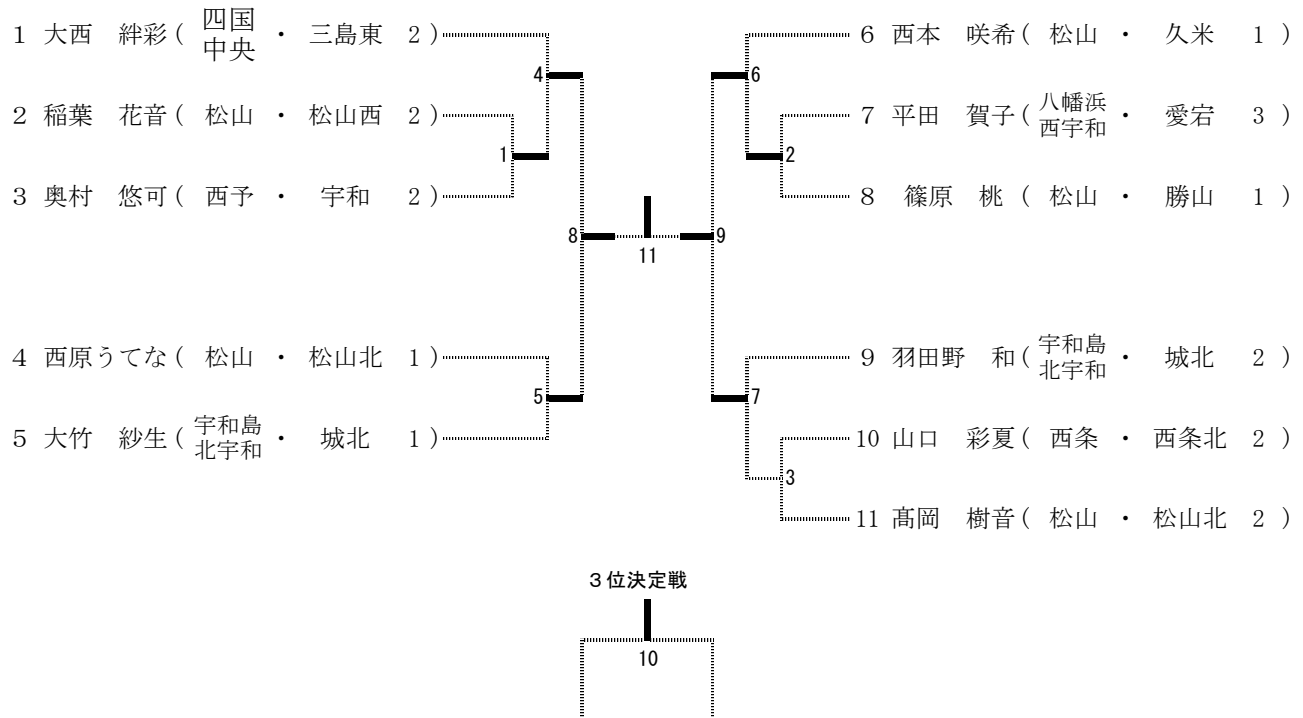 1 大西 絆彩( 四国中央 ・ 三島東 2 )
2 稲葉 花音( 松山 ・ 松山西 2 )
3 奥村 悠可( 西予 ・ 宇和 2 )
4 西原うてな( 松山 ・ 松山北 1 )
5 大竹 紗生( 宇和島北宇和 ・ 城北 1 )
4
1
8
5
11
6
2
9
7
3
6 西本 咲希( 松山 ・ 久米 1 )
7 平田 賀子( 八幡浜西宇和 ・ 愛宕 3 )
8 篠原 桃 ( 松山 ・ 勝山 1 )
9 羽田野 和( 宇和島北宇和 ・ 城北 2 )
10 山口 彩夏( 西条 ・ 西条北 2 )
11 髙岡 樹音( 松山 ・ 松山北 2 )
3位決定戦
10